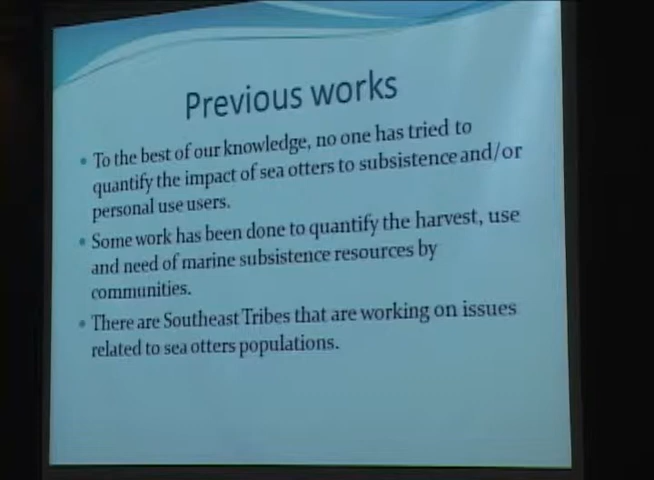 Previous works
• To the best of our knowledge, no one has tried to
quantify the impact of sea otters to subsistence and/or
personal use users.
• Some work has been done to quantify the harvest, use
and need of marine subsistence resources by
communities.
• There are Southeast Tribes that are working on issues
related to sea otters populations.